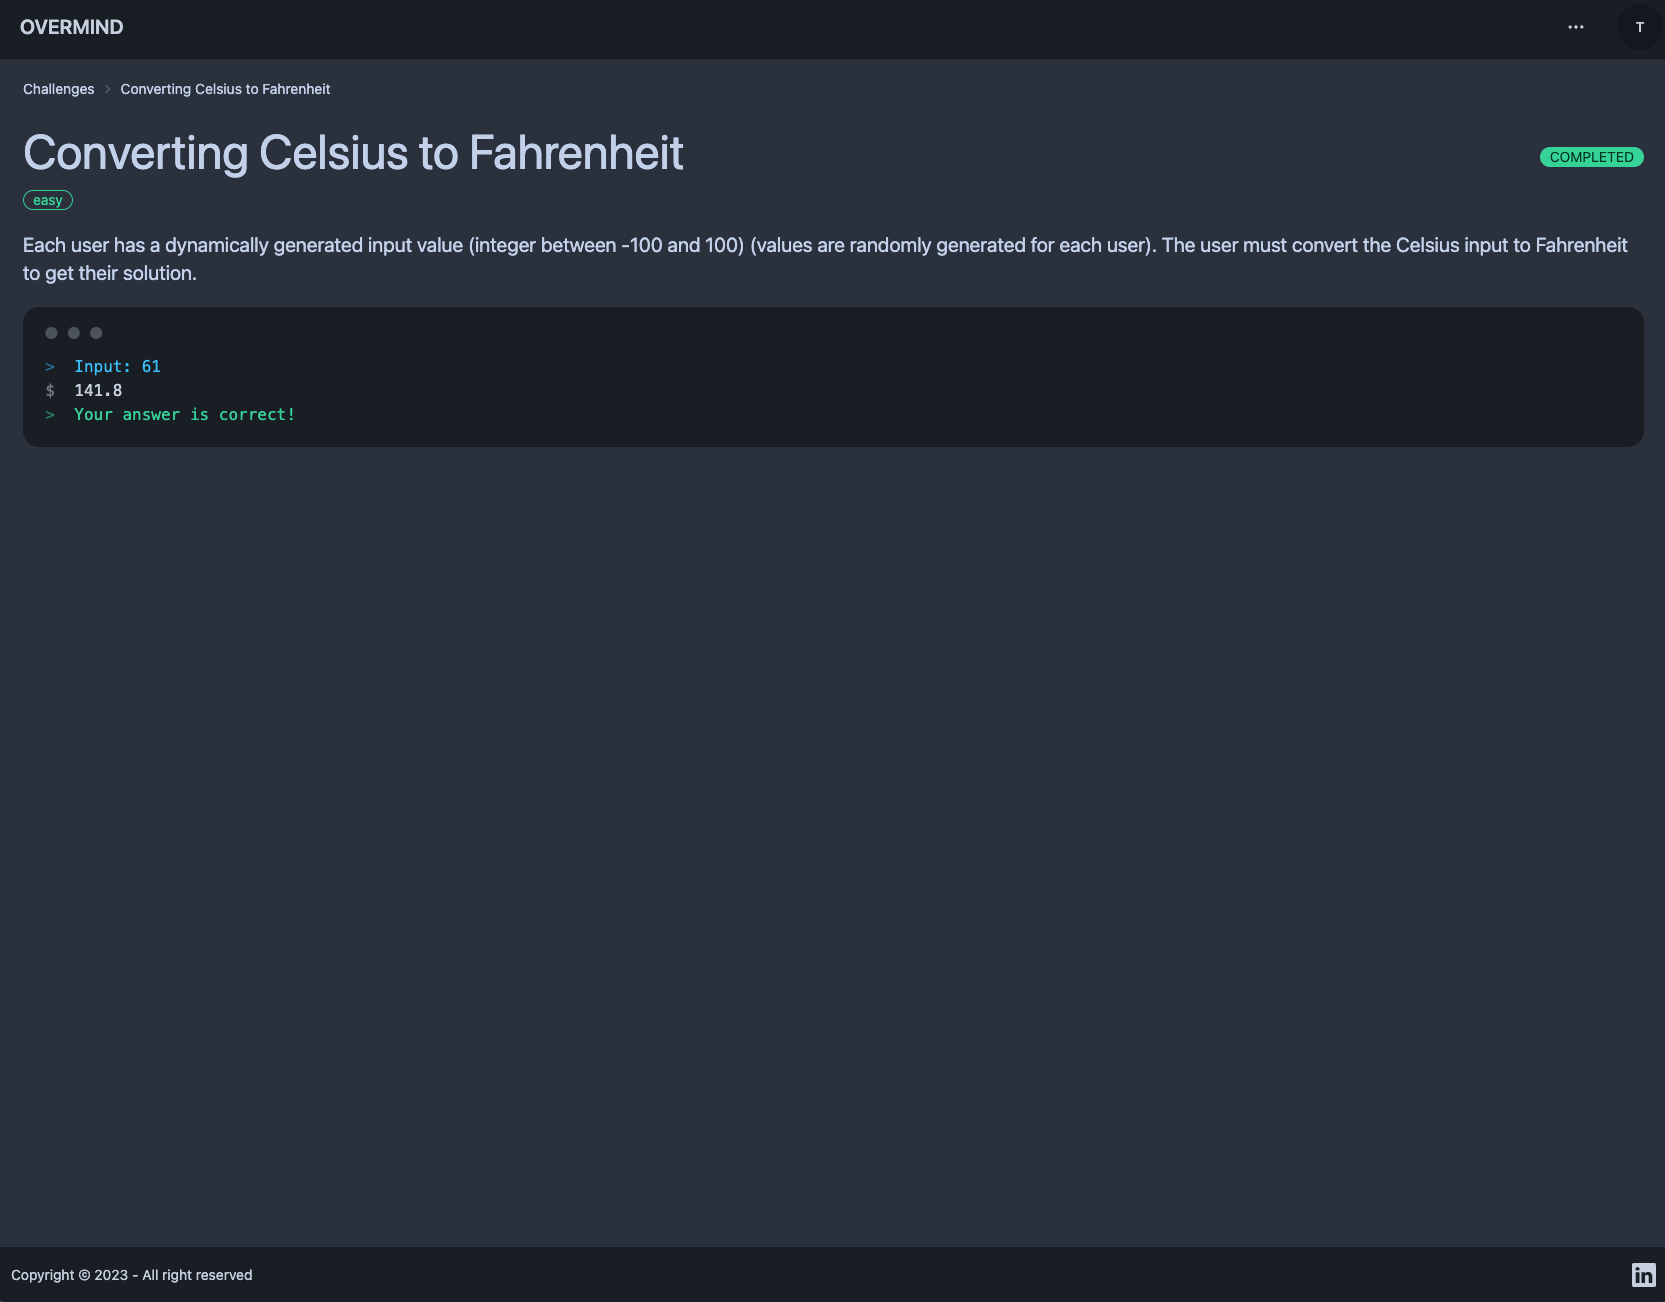 OVERMIND
T
Challenges > Converting Celsius to Fahrenheit
Converting Celsius to Fahrenheit
COMPLETED
easy
Each user has a dynamically generated input value (integer between -100 and 100) (values are randomly generated for each user). The user must convert the Celsius input to Fahrenheit
to get their solution.
> Input: 61
$ 141.8
> Your answer is correct!
Copyright © 2023 - All right reserved
in